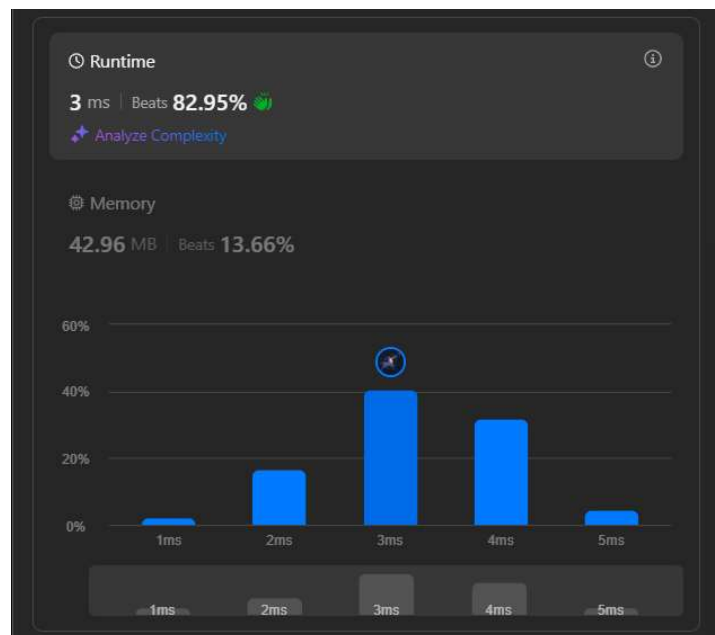 Runtime
3 ms | Beats 82.95%
Analyze Complexity
Memory
42.96 MB | Beats 13.66%
60%
40%
20%
0%
1ms 2ms 3ms 4ms 5ms
1ms 2ms 3ms 4ms 5ms